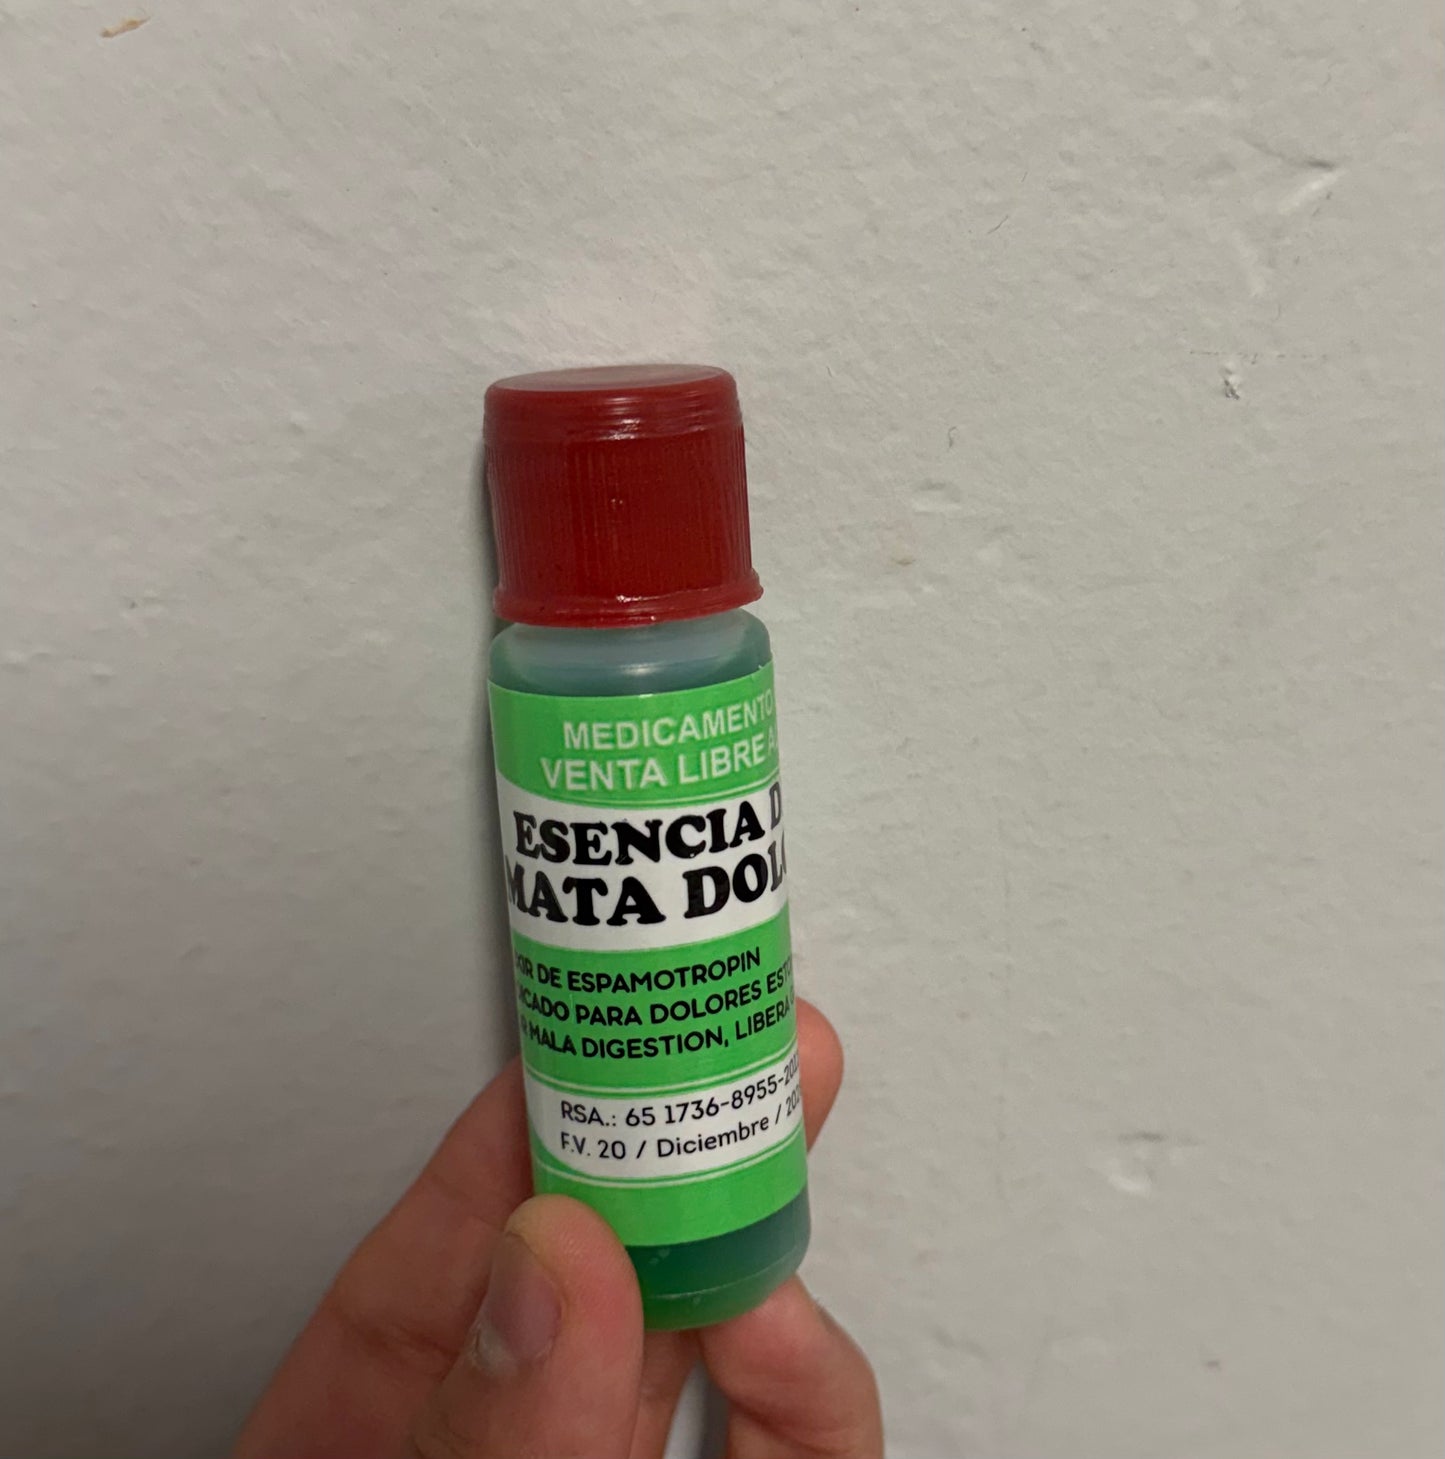 MEDICAMENTO
VENTA LIBRE
ESENCIA
MATA
DE ESPAMOTROPIN
PARA DOLORES
MALA DIGESTION,
RSA.: 65 1736-8955-
F.V. 20 / Diciembre /